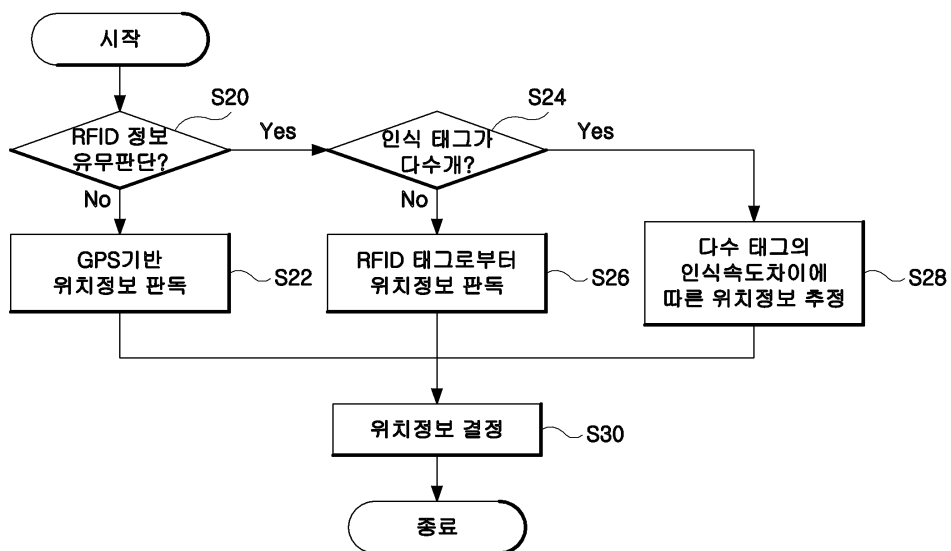 시작
S20
RFID 정보
유무판단?
Yes
S24
인식 태그가
다수개?
Yes
No
No
GPS기반
위치정보 판독
S22
RFID 태그로부터
위치정보 판독
S26
다수 태그의
인식속도차이에
따른 위치정보 추정
S28
위치정보 결정
S30
종료